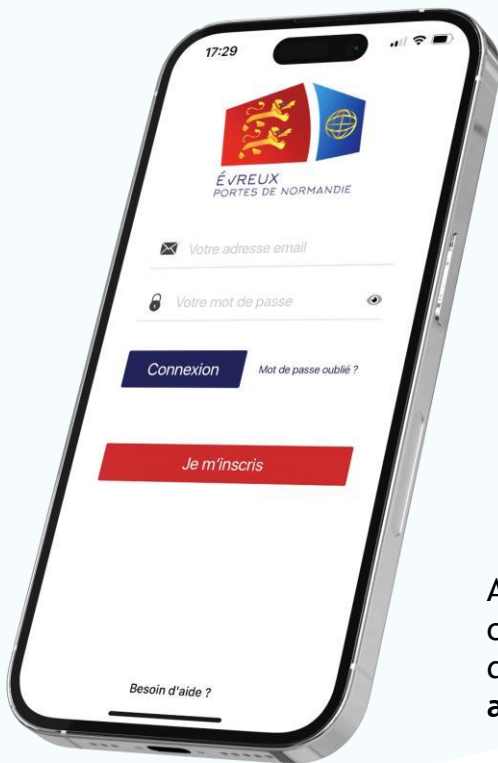 17:29
ÉVREUX
PORTES DE NORMANDIE
Votre adresse email
Votre mot de passe
Connexion
Mot de passe oublié ?
Je m'inscris
Besoin d'aide ?
A